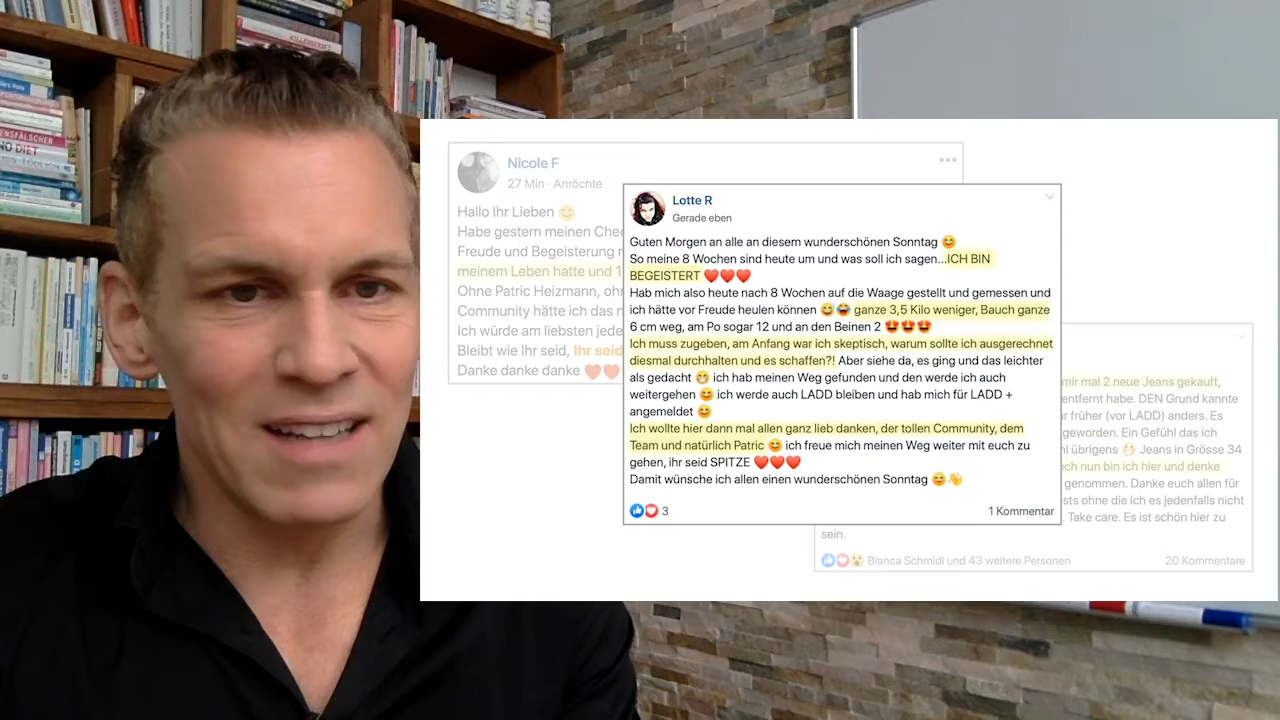 ENSFÄLSCHER
Nicole F
27 Min · Anröchte
Hallo Ihr Lieben 😊
Habe gestern meinen Chec
Freude und Begeisterung
meinem Leben hatte und 1
Ohne Patric Heizmann, ohn
Community hätte ich das
Ich würde am liebsten jede
Bleibt wie Ihr seid, Ihr seid
Danke danke danke ❤️❤️
Lotte R
Gerade eben
Guten Morgen an alle an diesem wunderschönen Sonntag 😊
So meine 8 Wochen sind heute um und was soll ich sagen...ICH BIN
BEGEISTERT ❤️❤️❤️
Hab mich also heute nach 8 Wochen auf die Waage gestellt und gemessen und
ich hätte vor Freude heulen können 😅😂 ganze 3,5 Kilo weniger, Bauch ganze
6 cm weg, am Po sogar 12 und an den Beinen 2 🤩🤩🤩
Ich muss zugeben, am Anfang war ich skeptisch, warum sollte ich ausgerechnet
diesmal durchhalten und es schaffen?! Aber siehe da, es ging und das leichter
als gedacht 😁 ich hab meinen Weg gefunden und den werde ich auch
weitergehen 😊 ich werde auch LADD bleiben und hab mich für LADD +
angemeldet 😊
Ich wollte hier dann mal allen ganz lieb danken, der tollen Community, dem
Team und natürlich Patric 😊 ich freue mich meinen Weg weiter mit euch zu
gehen, ihr seid SPITZE ❤️❤️❤️
Damit wünsche ich allen einen wunderschönen Sonntag 😊👋
3
1 Kommentar
mir mal 2 neue Jeans gekauft,
entfernt habe. DEN Grund kannte
r früher (vor LADD) anders. Es
geworden. Ein Gefühl das ich
hl übrigens 😁 Jeans in Grösse 34
ch nun bin ich hier und denke
genommen. Danke euch allen für
sts ohne die ich es jedenfalls nicht
. Take care. Es ist schön hier zu
sein.
Bianca Schmidl und 43 weitere Personen
20 Kommentare